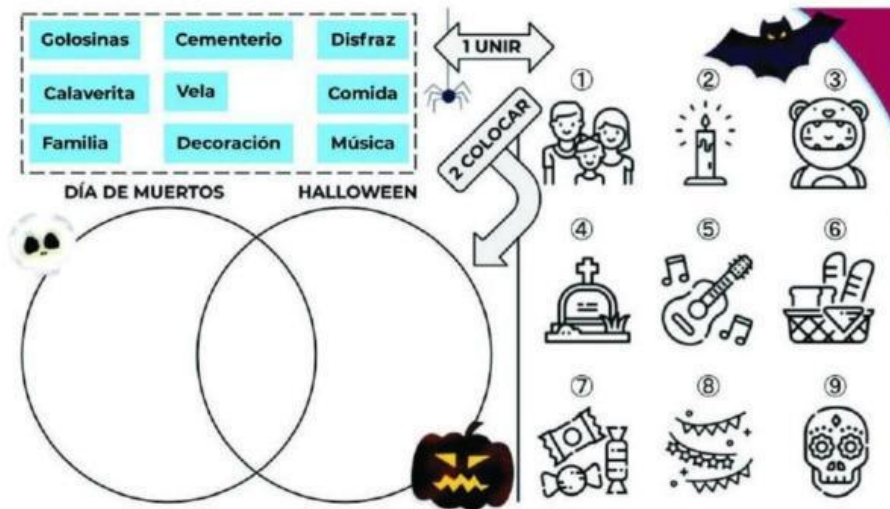 Golosinas Cementerio Disfraz
Calaverita Vela Comida
Familia Decoración Música
1 UNIR
2 COLOCAR
DÍA DE MUERTOS HALLOWEEN
① ② ③
④ ⑤ ⑥
⑦ ⑧ ⑨